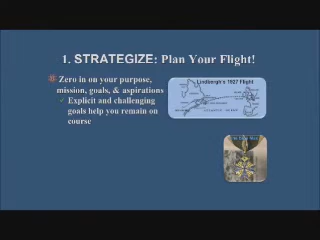 1. STRATEGIZE: Plan Your Flight!
Zero in on your purpose,
mission, goals, & aspirations
Explicit and challenging
goals help you remain on
course
Lindbergh's 1927 Flight